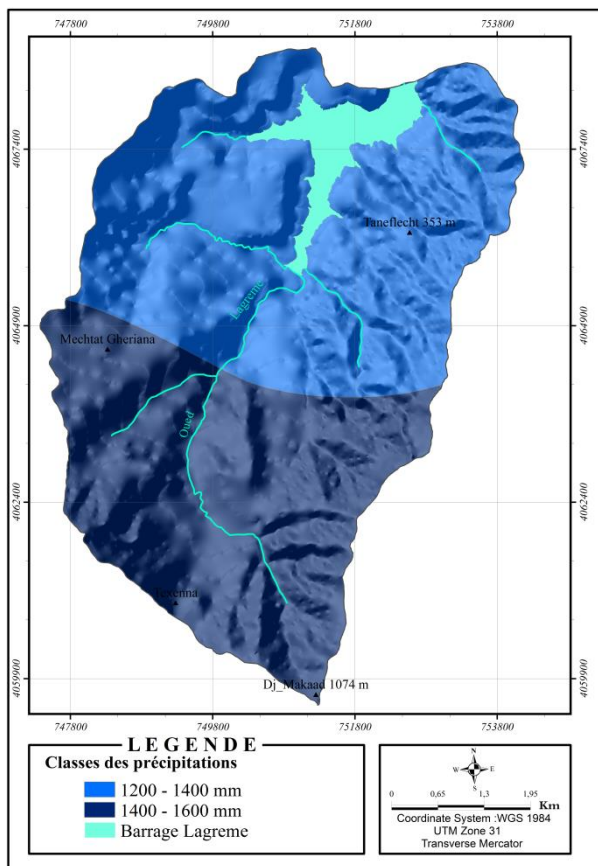 747800 749800 751800 753800
4067400 4067400
Taneflecht 353 m
Lagreme
4064900 4064900
Mechtat Gheriana
Oued
4062400 4062400
Texenna
4059900 4059900
Dj_Makaad 1074 m
747800 749800 751800 753800
LEGENDE
Classes des précipitations
1200 - 1400 mm
1400 - 1600 mm
Barrage Lagreme
N
W E
S
0 0,65 1,3 1,95 Km
Coordinate System :WGS 1984
UTM Zone 31
Transverse Mercator